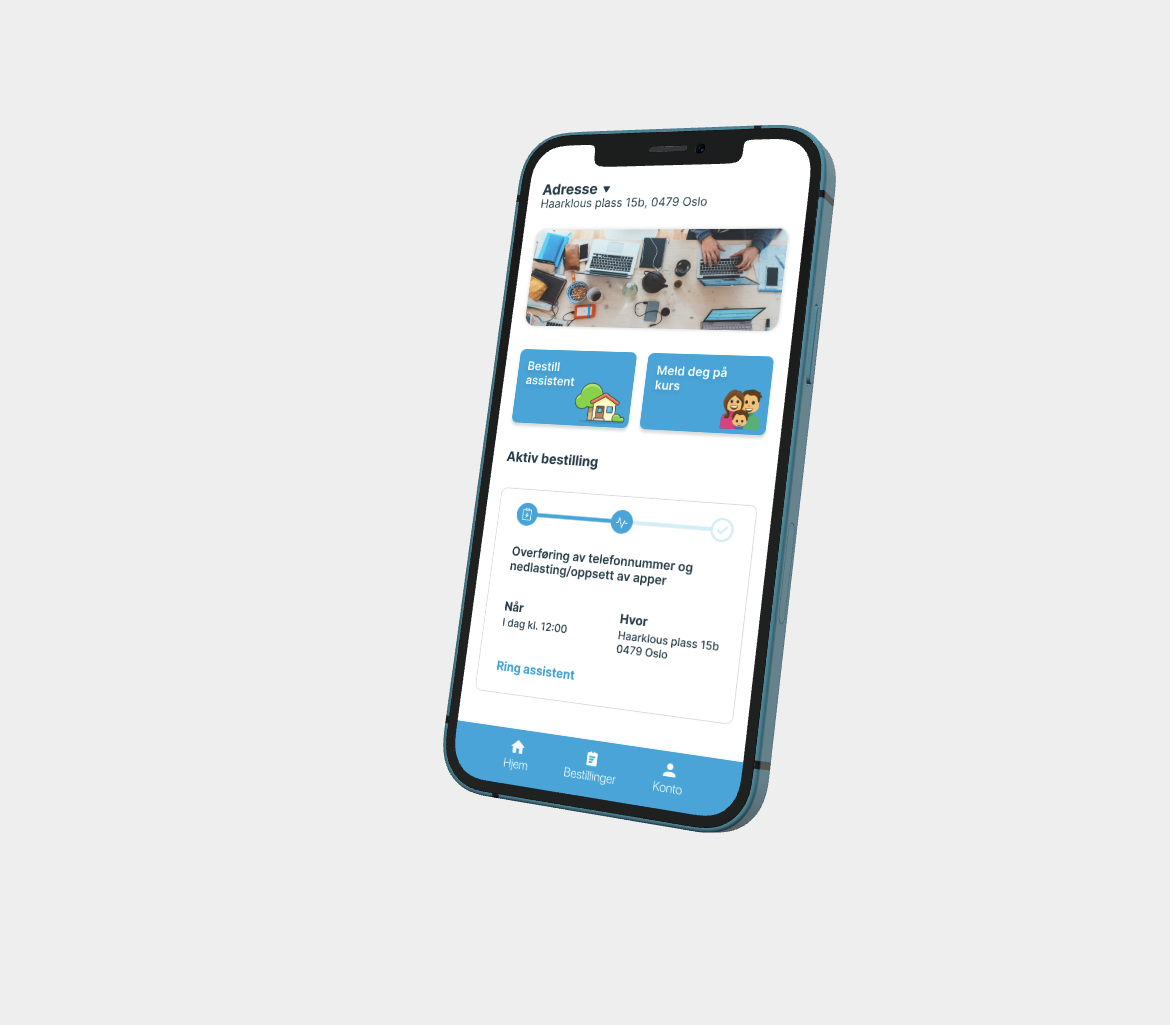 Adresse
Haarklous plass 15b, 0479 Oslo
Bestill
assistent
Meld deg på
kurs
Aktiv bestilling
Overføring av telefonnummer og
nedlasting/oppsett av apper
Når
I dag kl. 12:00
Hvor
Haarklous plass 15b
0479 Oslo
Ring assistent
Hjem
Bestillinger
Konto